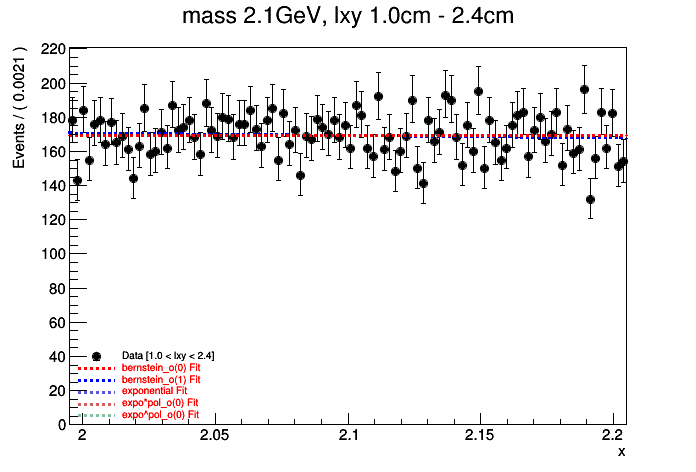 mass 2.1GeV, lxy 1.0cm - 2.4cm
Events / ( 0.0021 )
220
200
180
160
140
120
100
80
60
40
20
0
Data [1.0 < lxy < 2.4]
bernstein_o(0) Fit
bernstein_o(1) Fit
exponential Fit
expo*pol_o(0) Fit
expo^pol_o(0) Fit
2 2.05 2.1 2.15 2.2
x